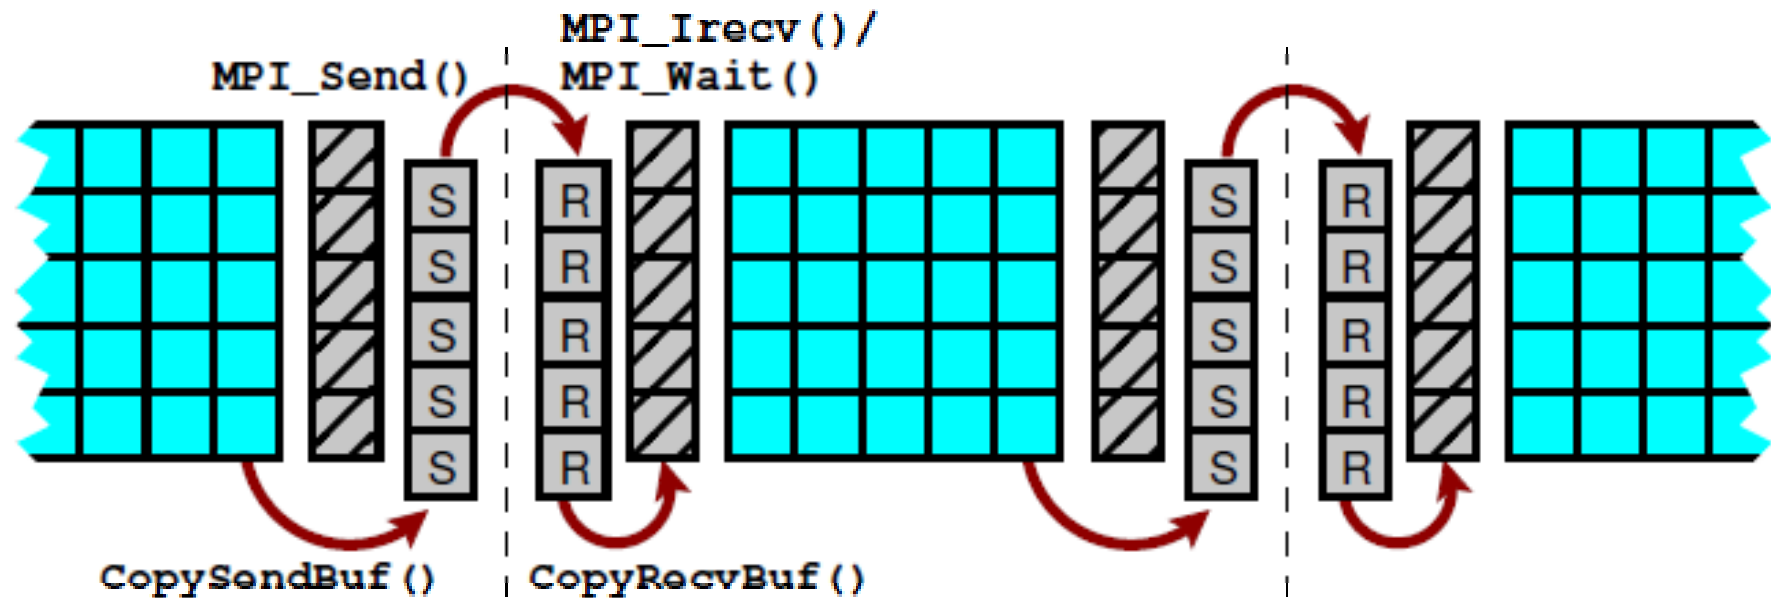 MPI_Irecv()/
MPI_Send() MPI_Wait()
S R S R
S R S R
S R S R
S R S R
S R S R
CopySendBuf() CopyRecvBuf()